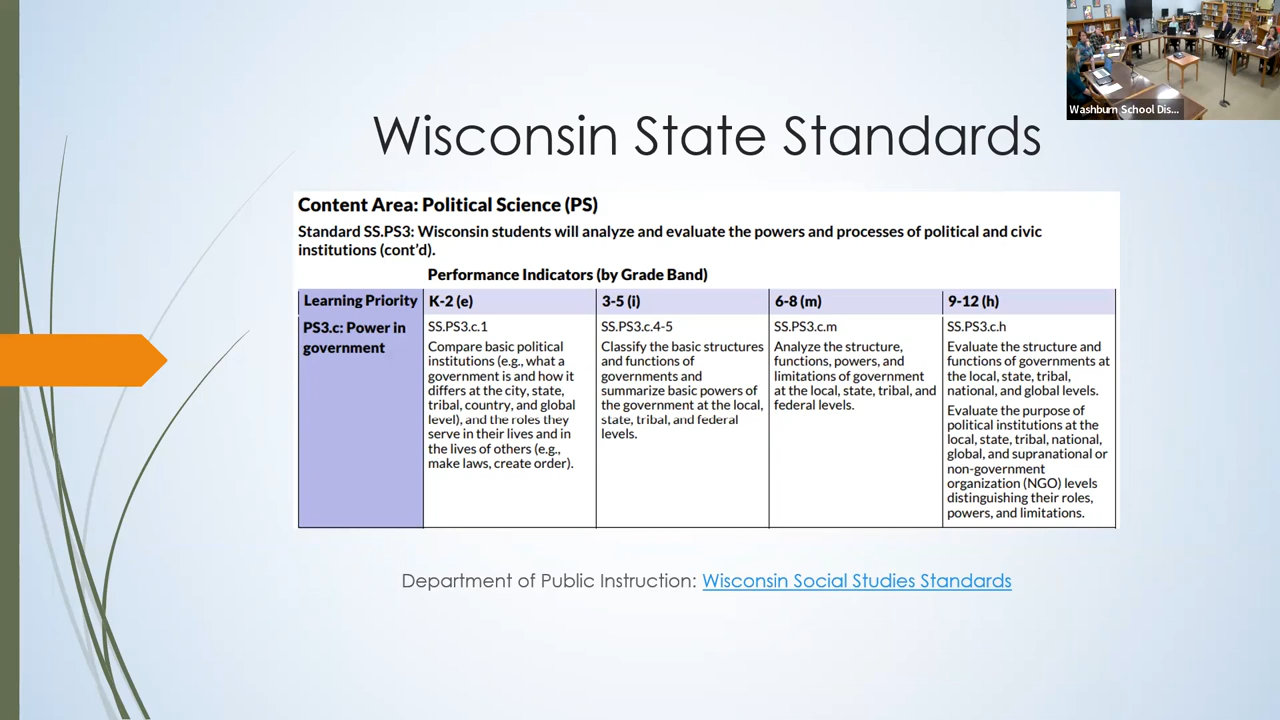 Washburn School Dis...
Wisconsin State Standards
Content Area: Political Science (PS)
Standard SS.PS3: Wisconsin students will analyze and evaluate the powers and processes of political and civic
institutions (cont'd).
Performance Indicators (by Grade Band)
Learning Priority
K-2 (e)
3-5 (i)
6-8 (m)
9-12 (h)
PS3.c: Power in
government
SS.PS3.c.1
Compare basic political
institutions (e.g., what a
government is and how it
differs at the city, state,
tribal, country, and global
level), and the roles they
serve in their lives and in
the lives of others (e.g.,
make laws, create order).
SS.PS3.c.4-5
Classify the basic structures
and functions of
governments and
summarize basic powers of
the government at the local,
state, tribal, and federal
levels.
SS.PS3.c.m
Analyze the structure,
functions, powers, and
limitations of government
at the local, state, tribal, and
federal levels.
SS.PS3.c.h
Evaluate the structure and
functions of governments at
the local, state, tribal,
national, and global levels.
Evaluate the purpose of
political institutions at the
local, state, tribal, national,
global, and supranational or
non-government
organization (NGO) levels
distinguishing their roles,
powers, and limitations.
Department of Public Instruction: Wisconsin Social Studies Standards